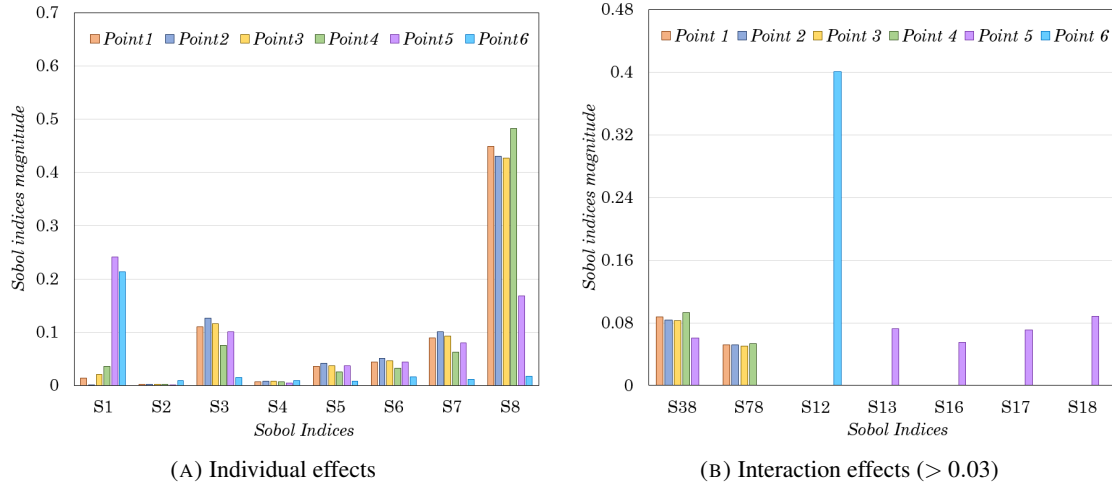 0.7
0.6
0.5
0.4
0.3
0.2
0.1
0
Sobol indices magnitude
Point1 Point2 Point3 Point4 Point5 Point6
S1 S2 S3 S4 S5 S6 S7 S8
Sobol Indices
(A) Individual effects
0.48
0.4
0.32
0.24
0.16
0.08
0
Sobol indices magnitude
Point 1 Point 2 Point 3 Point 4 Point 5 Point 6
S38 S78 S12 S13 S16 S17 S18
Sobol Indices
(B) Interaction effects (> 0.03)